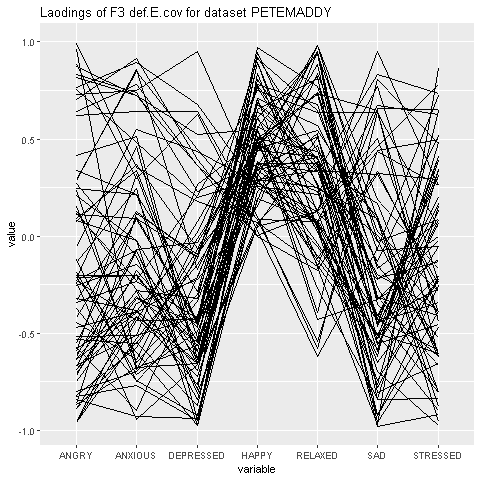 Laodings of F3 def.E.cov for dataset PETEMADDY
1.0
0.5
0.0
-0.5
-1.0
value
ANGRY ANXIOUS DEPRESSED HAPPY RELAXED SAD STRESSED
variable